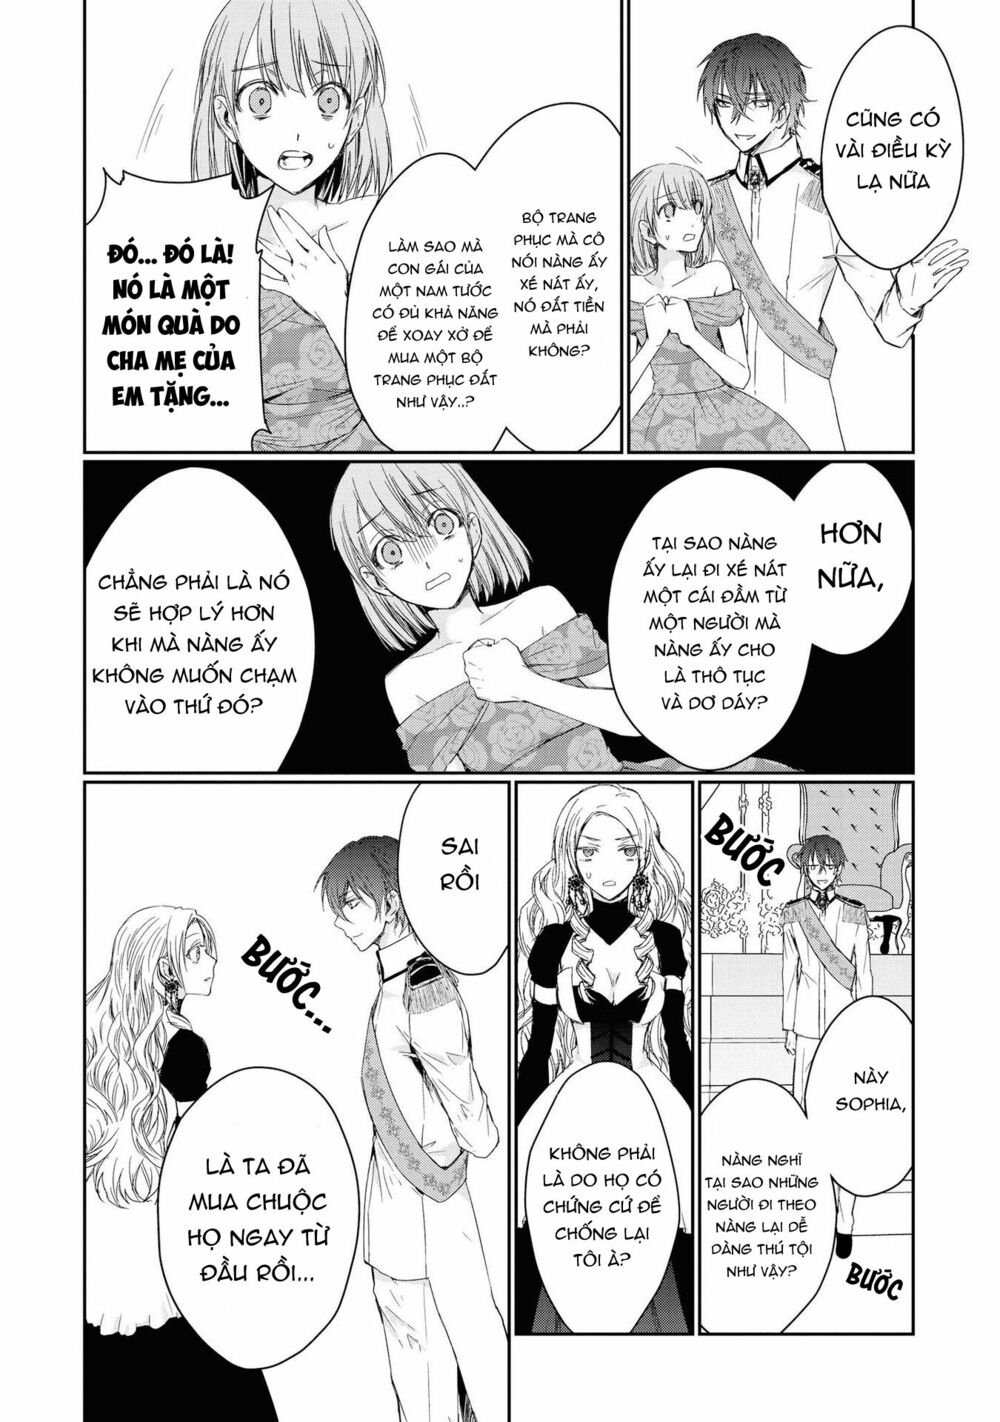 CŨNG CÓ
VÀI ĐIỀU KỲ
LẠ NỮA
BỘ TRANG
PHỤC MÀ CÔ
NÓI NÀNG ẤY
XÉ NÁT ẤY,
NÓ ĐẮT TIỀN
MÀ PHẢI
KHÔNG?
LÀM SAO MÀ
CON GÁI CỦA
MỘT NAM TƯỚC
CÓ ĐỦ KHẢ NĂNG
ĐỂ XOAY XỞ ĐỂ
MUA MỘT BỘ
TRANG PHỤC ĐẮT
NHƯ VẬY..?
ĐÓ... ĐÓ LÀ!
NÓ LÀ MỘT
MÓN QUÀ DO
CHA MẸ CỦA
EM TẶNG...
HƠN
NỮA,
TẠI SAO NÀNG
ẤY LẠI ĐI XÉ NÁT
MỘT CÁI ĐẦM TỪ
MỘT NGƯỜI MÀ
NÀNG ẤY CHO
LÀ THÔ TỤC
VÀ DƠ DÁY?
CHẲNG PHẢI LÀ NÓ
SẼ HỢP LÝ HƠN
KHI MÀ NÀNG ẤY
KHÔNG MUỐN CHẠM
VÀO THỨ ĐÓ?
BƯỚC
NÀY
SOPHIA,
NÀNG NGHĨ
TẠI SAO NHỮNG
NGƯỜI ĐI THEO
NÀNG LẠI DỄ
DÀNG THÚ TỘI
NHƯ VẬY?
BƯỚC
KHÔNG PHẢI
LÀ DO HỌ CÓ
CHỨNG CỨ ĐỂ
CHỐNG LẠI
TÔI À?
SAI
RỒI
BƯỚC...
LÀ TA ĐÃ
MUA CHUỘC
HỌ NGAY TỪ
ĐẦU RỒI...